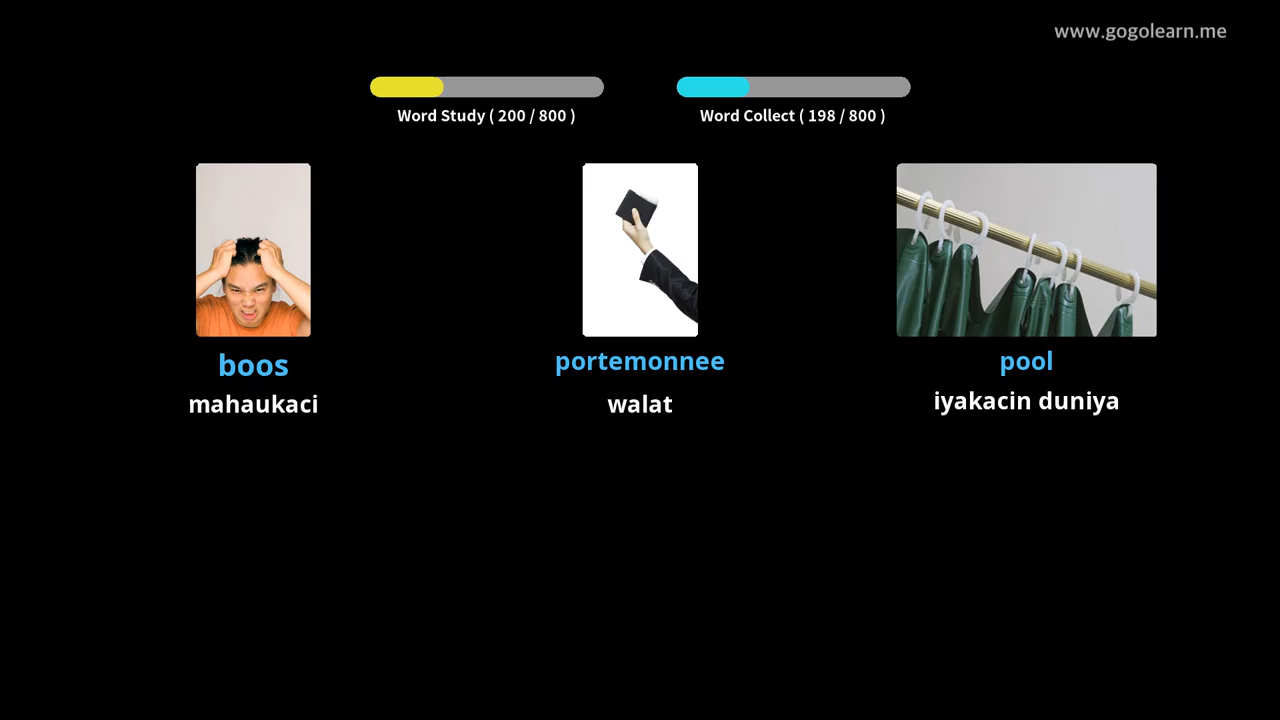 www.gogolearn.me
Word Study ( 200 / 800 )
Word Collect ( 198 / 800 )
boos
mahaukaci
portemonnee
walat
pool
iyakacin duniya